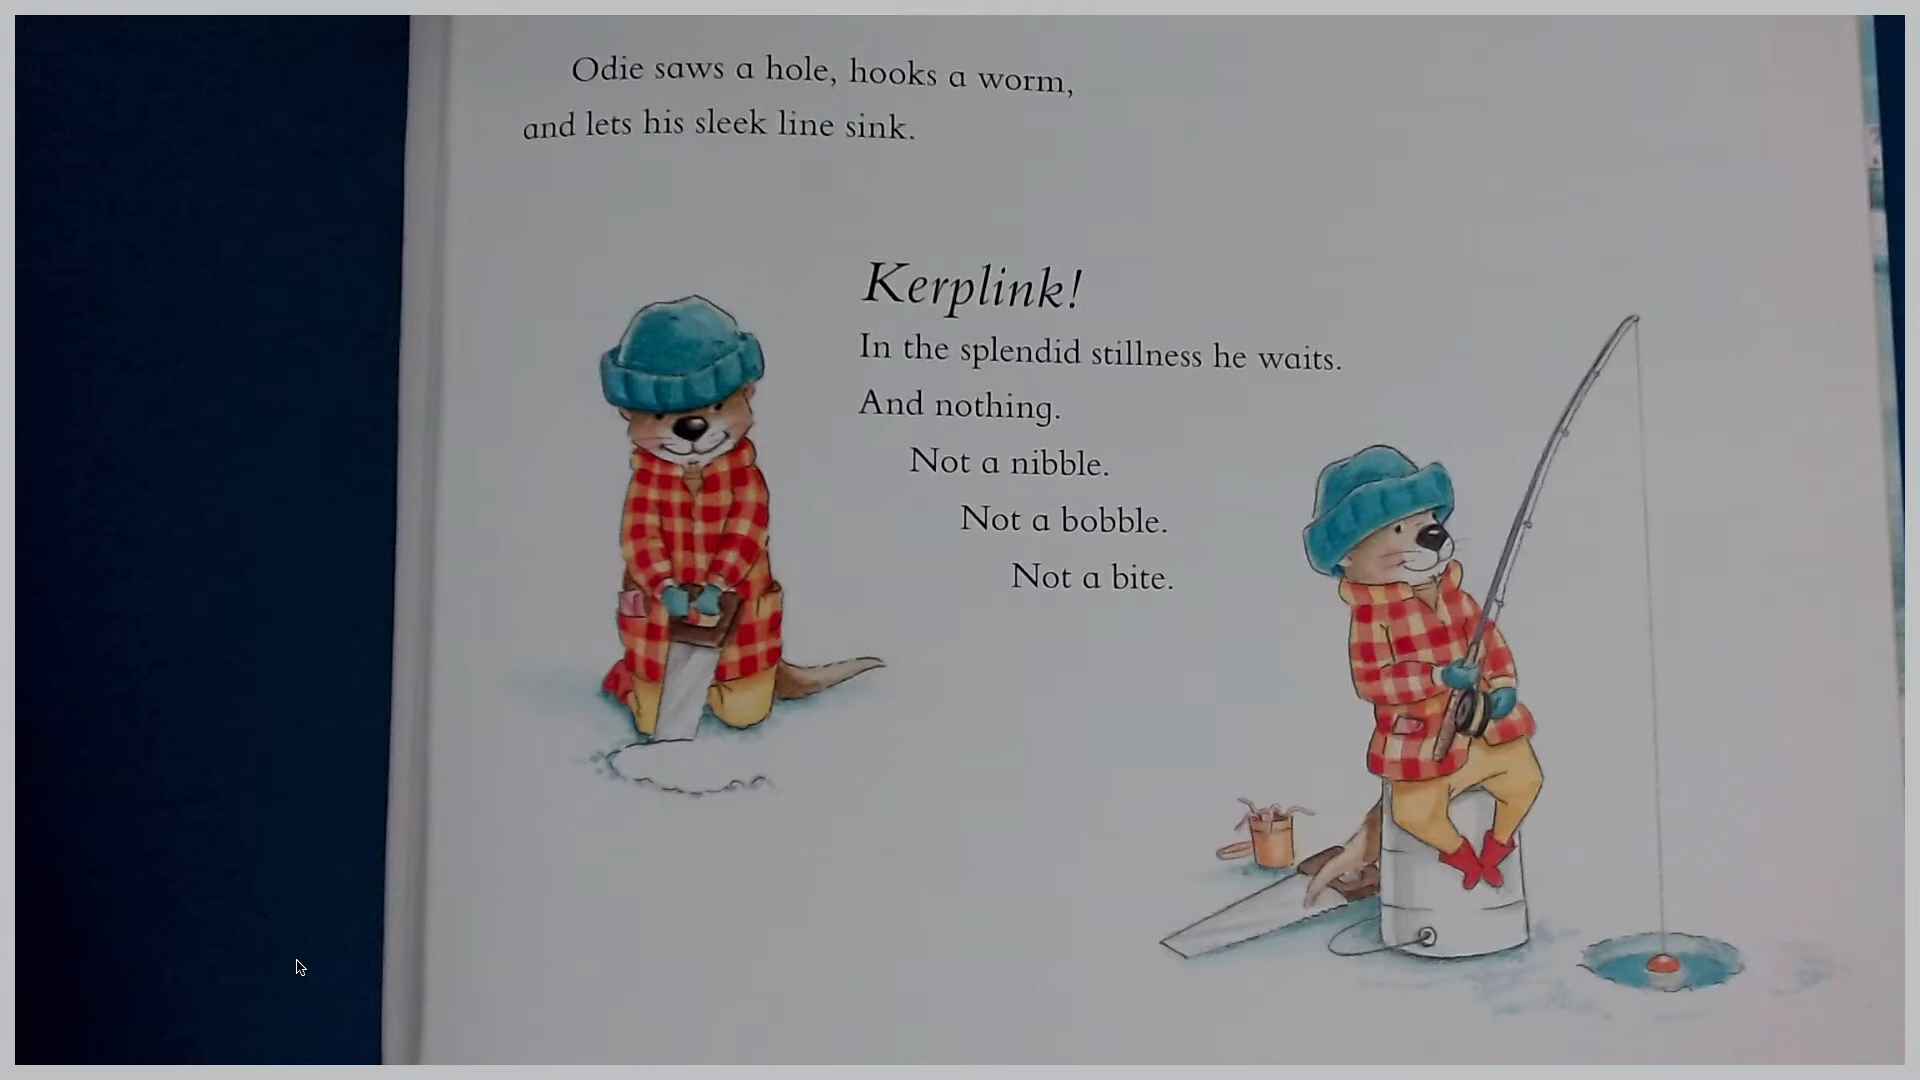 Odie saws a hole, hooks a worm,
and lets his sleek line sink.
Kerplink!
In the splendid stillness he waits.
And nothing.
Not a nibble.
Not a bobble.
Not a bite.